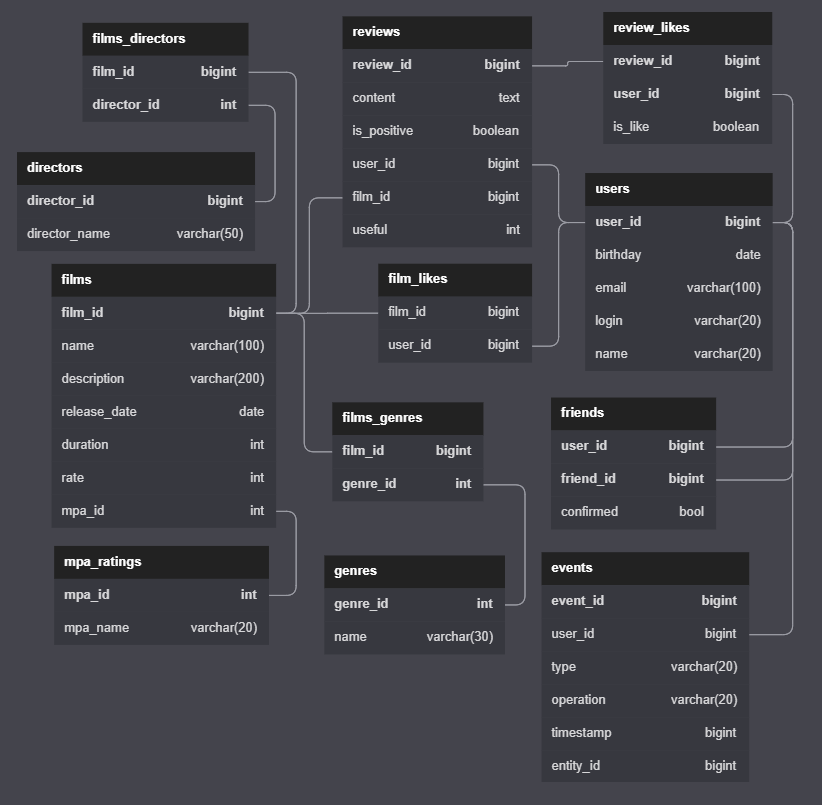 films_directors
film_id bigint
director_id int
directors
director_id bigint
director_name varchar(50)
films
film_id bigint
name varchar(100)
description varchar(200)
release_date date
duration int
rate int
mpa_id int
mpa_ratings
mpa_id int
mpa_name varchar(20)
reviews
review_id bigint
content text
is_positive boolean
user_id bigint
film_id bigint
useful int
film_likes
film_id bigint
user_id bigint
films_genres
film_id bigint
genre_id int
genres
genre_id int
name varchar(30)
review_likes
review_id bigint
user_id bigint
is_like boolean
users
user_id bigint
birthday date
email varchar(100)
login varchar(20)
name varchar(20)
friends
user_id bigint
friend_id bigint
confirmed bool
events
event_id bigint
user_id bigint
type varchar(20)
operation varchar(20)
timestamp bigint
entity_id bigint